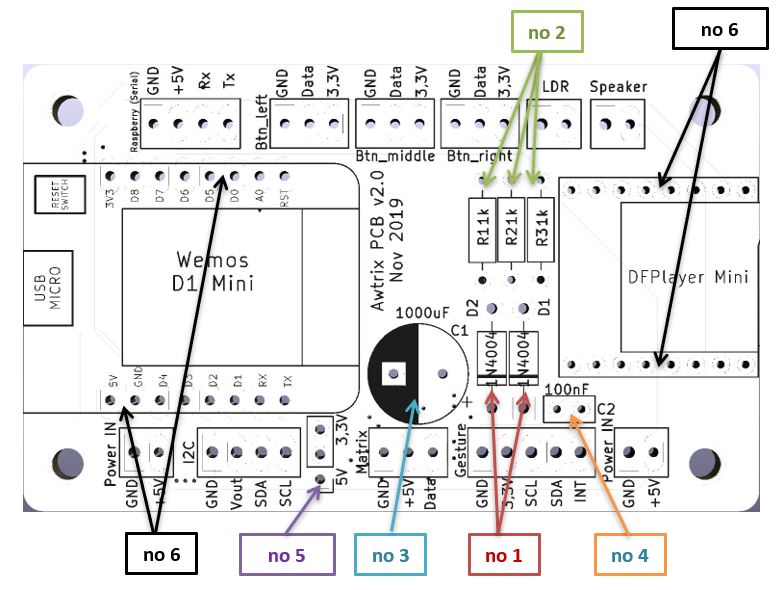 no 2
no 6
Raspberry (Serial)
GND
+5V
Rx
Tx
Btn_left
GND
Data
3,3V
GND
Data
3,3V
Btn_middle
GND
Data
3,3V
Btn_right
LDR
Speaker
RESET
SWITCH
3V3
D8
D7
D6
D5
D0
A0
RST
USB
MICRO
Wemos
D1 Mini
Awtrix PCB v2.0
Nov 2019
R11k
R21k
R31k
DFPlayer Mini
D2
D1
1000uF
C1
1N4004
1N4004
5V
GND
D4
D3
D2
D1
RX
TX
+
100nF
C2
Power IN
GND
+5V
I2C
GND
Vout
SDA
SCL
3,3V
5V
Matrix
GND
+5V
Data
Gesture
GND
3,3V
SCL
SDA
INT
Power IN
GND
+5V
no 6
no 5
no 3
no 1
no 4